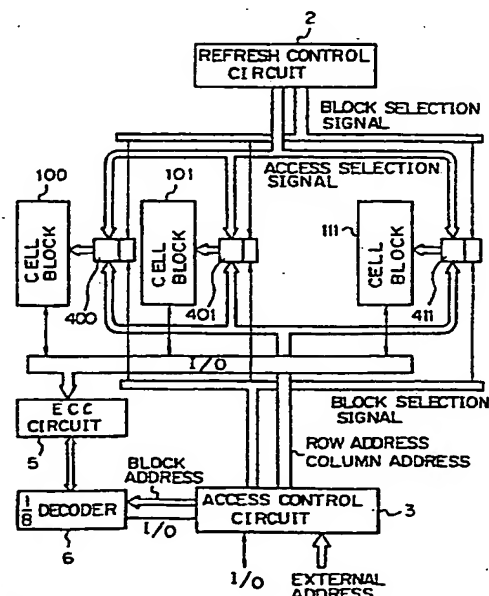 2
REFRESH CONTROL
CIRCUIT
BLOCK SELECTION
SIGNAL
ACCESS SELECTION
SIGNAL
100
101
111
CELL
BLOCK
CELL
BLOCK
CELL
BLOCK
400
401
411
I/O
BLOCK SELECTION
SIGNAL
ECC
CIRCUIT
5
ROW ADDRESS
COLUMN ADDRESS
BLOCK
ADDRESS
1/8 DECODER
6
I/O
ACCESS CONTROL
CIRCUIT
3
I/O
EXTERNAL
ADDRESS